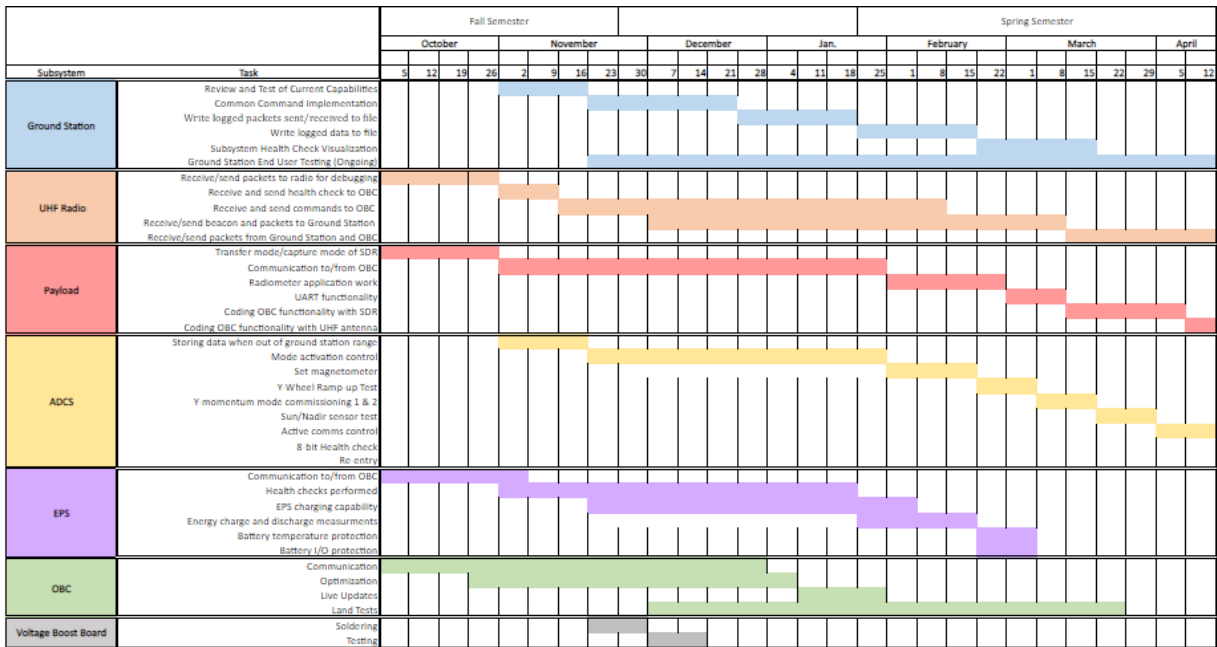 Fall Semester Spring Semester
October November December Jan. February March April
Subsystem Task 5 12 19 26 2 9 16 23 30 7 14 21 28 4 11 18 25 1 8 15 22 1 8 15 22 29 5 12
Review and Test of Current Capabilities
Common Command Implementation
Write logged packets sent/received to file
Ground Station
Write logged data to file
Subsystem Health Check Visualization
Ground Station End User Testing (Ongoing)
Receive/send packets to radio for debugging
Receive and send health check to OBC
UHF Radio
Receive and send commands to OBC
Receive/send beacon and packets to Ground Station
Receive/send packets from Ground Station and OBC
Transfer mode/capture mode of SDR
Communication to/from OBC
Radiometer application work
Payload
UART functionality
Coding OBC functionality with SDR
Coding OBC functionality with UHF antenna
Storing data when out of ground station range
Mode activation control
Set magnetometer
Y-Wheel Ramp-up Test
ADCS
Y-momentum mode commissioning 1 & 2
Sun/Nadir sensor test
Active comms control
8-bit Health check
Re-entry
Communication to/from OBC
Health checks performed
EPS charging capability
EPS
Energy charge and discharge measurments
Battery temperature protection
Battery I/O protection
Communication
Optimization
OBC
Live Updates
Land Tests
Soldering
Voltage Boost Board
Testing